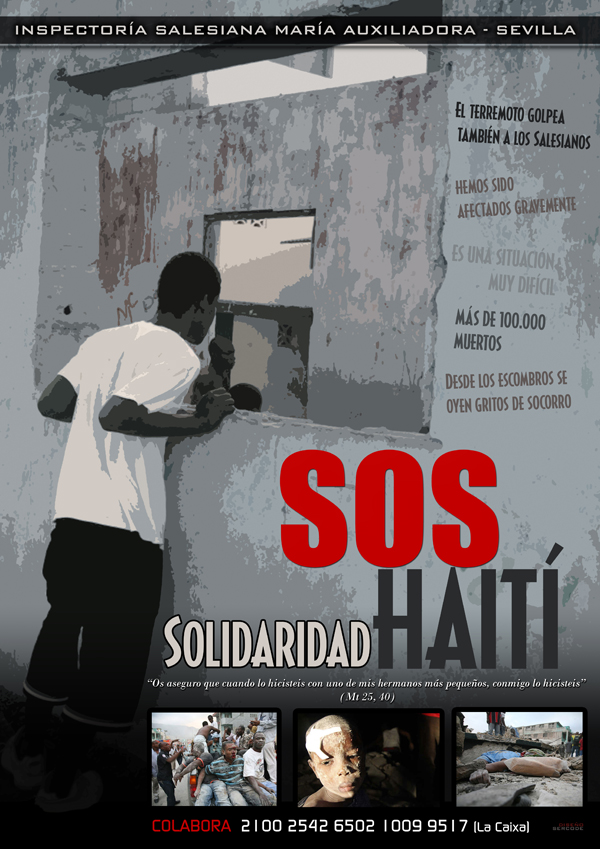 INSPECTORÍA SALESIANA MARÍA AUXILIADORA - SEVILLA
EL TERREMOTO GOLPEA
TAMBIÉN A LOS SALESIANOS
HEMOS SIDO
AFECTADOS GRAVEMENTE
ES UNA SITUACIÓN
MUY DIFÍCIL
MÁS DE 100.000
MUERTOS
DESDE LOS ESCOMBROS SE
OYEN GRITOS DE SOCORRO
SOS
HAITÍ
SOLIDARIDAD
“Os aseguro que cuando lo hicisteis con uno de mis hermanos más pequeños, conmigo lo hicisteis”
(Mt 25, 40)
COLABORA 2100 2542 6502 1009 9517 (La Caixa)